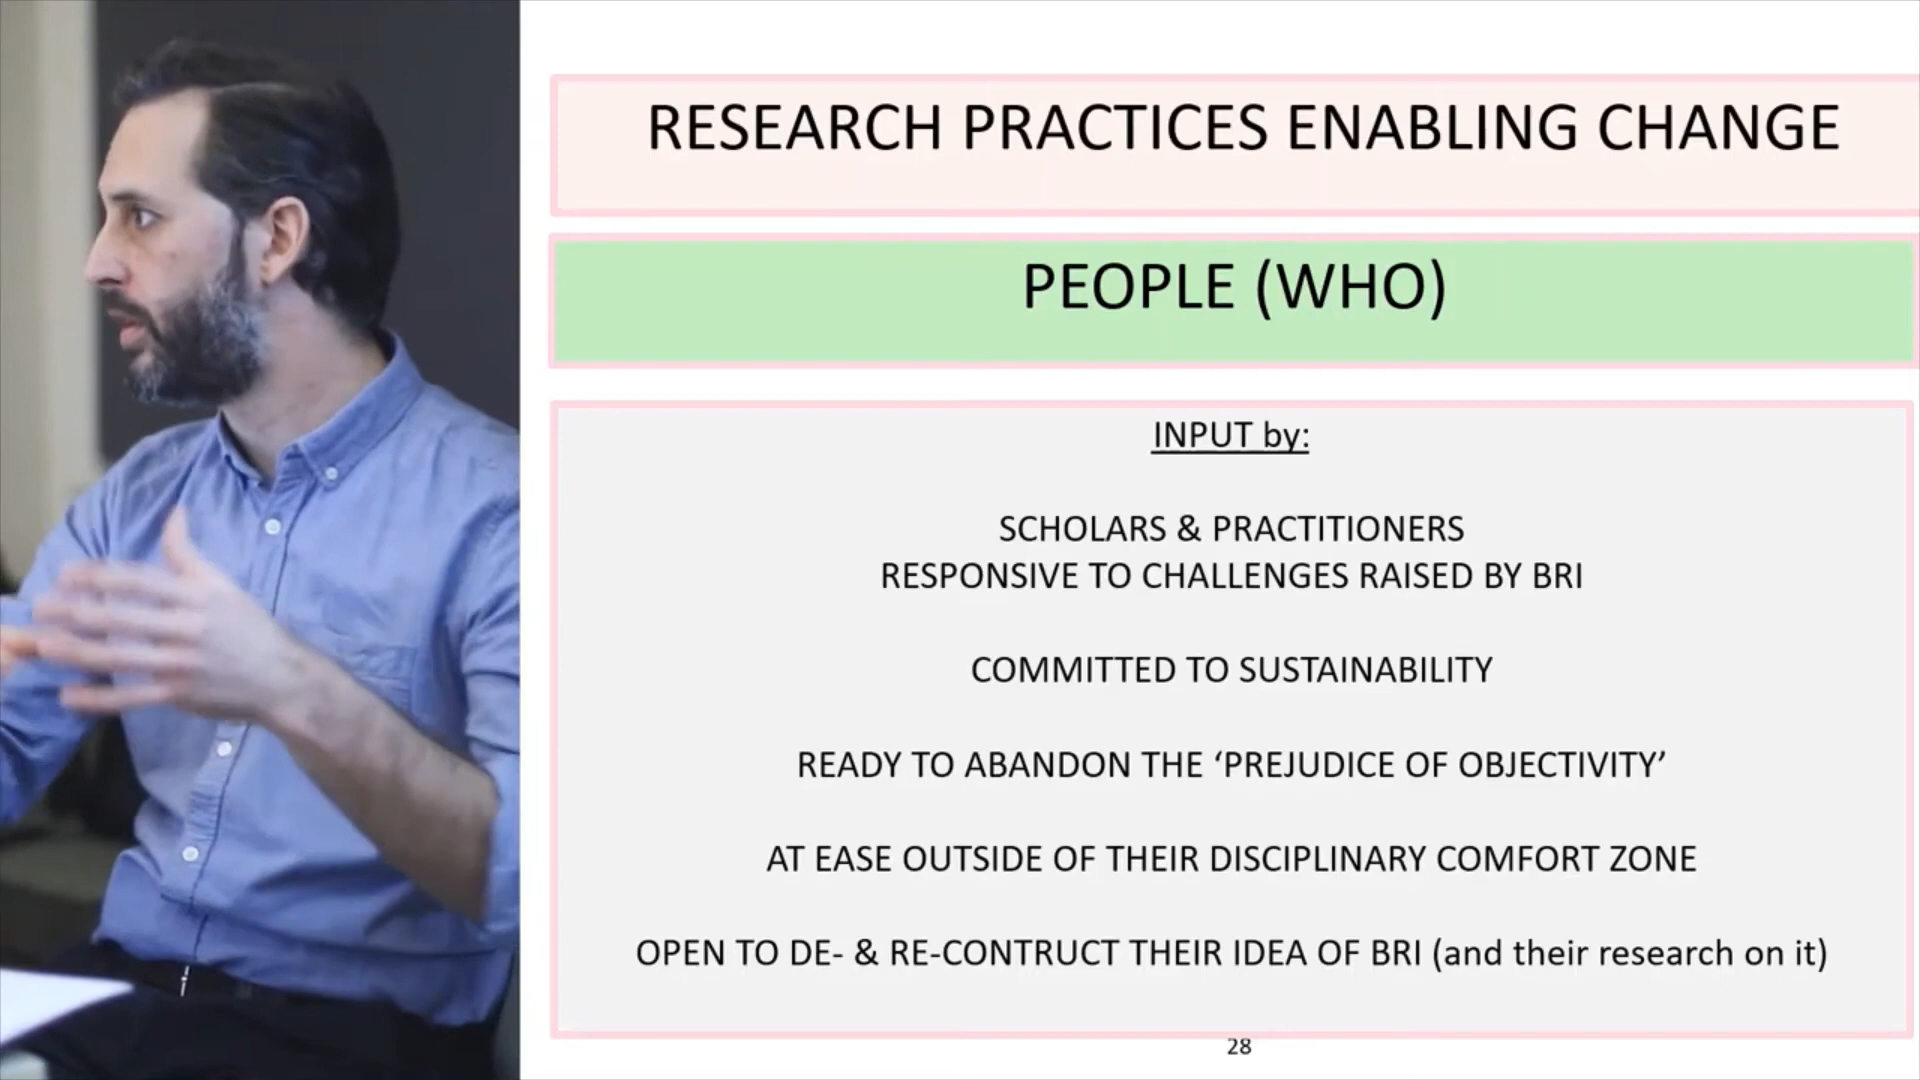 RESEARCH PRACTICES ENABLING CHANGE
PEOPLE (WHO)
INPUT by:
SCHOLARS & PRACTITIONERS
RESPONSIVE TO CHALLENGES RAISED BY BRI
COMMITTED TO SUSTAINABILITY
READY TO ABANDON THE ‘PREJUDICE OF OBJECTIVITY’
AT EASE OUTSIDE OF THEIR DISCIPLINARY COMFORT ZONE
OPEN TO DE- & RE-CONTRUCT THEIR IDEA OF BRI (and their research on it)
28